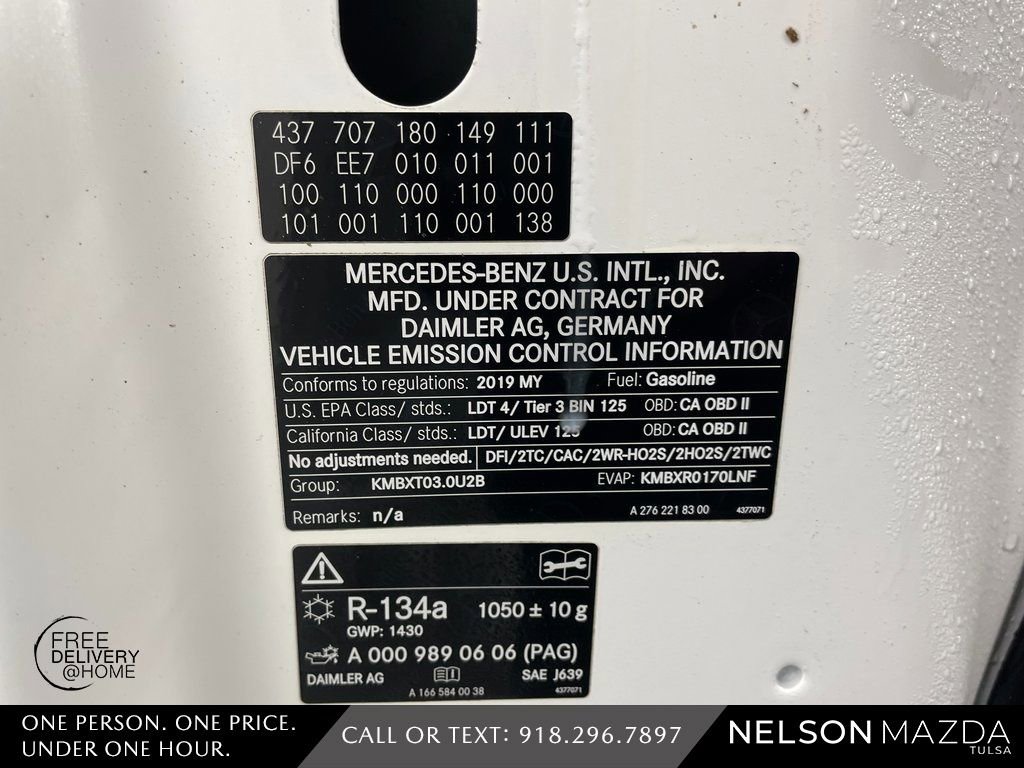 437 707 180 149 111
DF6 EE7 010 011 001
100 110 000 110 000
101 001 110 001 138
MERCEDES-BENZ U.S. INTL., INC.
MFD. UNDER CONTRACT FOR
DAIMLER AG, GERMANY
VEHICLE EMISSION CONTROL INFORMATION
Conforms to regulations: 2019 MY Fuel: Gasoline
U.S. EPA Class/ stds.: LDT 4/ Tier 3 BIN 125 OBD: CA OBD II
California Class/ stds.: LDT/ ULEV 125 OBD: CA OBD II
No adjustments needed. DFI/2TC/CAC/2WR-HO2S/2HO2S/2TWC
Group: KMBXT03.0U2B EVAP: KMBXR0170LNF
Remarks: n/a A 276 221 83 00 4377071
R-134a 1050 ± 10 g
GWP: 1430
A 000 989 06 06 (PAG)
DAIMLER AG SAE J639
A 166 584 00 38 4377071
FREE
DELIVERY
@HOME
ONE PERSON. ONE PRICE.
UNDER ONE HOUR.
CALL OR TEXT: 918.296.7897
NELSON MAZDA
TULSA